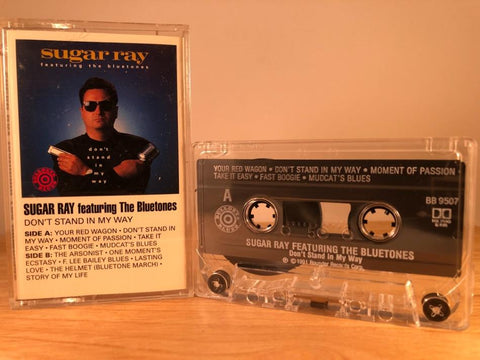 sugar ray
featuring the bluetones
don't
stand
in
my
way
SUGAR RAY featuring The Bluetones
DON'T STAND IN MY WAY
SIDE A: YOUR RED WAGON • DON'T STAND IN
MY WAY • MOMENT OF PASSION • TAKE IT
EASY • FAST BOOGIE • MUDCAT'S BLUES
SIDE B: THE ARSONIST • ONE MOMENT'S
ECSTASY • F. LEE BAILEY BLUES • LASTING
LOVE • THE HELMET (BLUETONE MARCH) •
STORY OF MY LIFE
YOUR RED WAGON • DON'T STAND IN MY WAY • MOMENT OF PASSION •
TAKE IT EASY • FAST BOOGIE • MUDCAT'S BLUES
A
BB 9507
SUGAR RAY FEATURING THE BLUETONES
Don't Stand In My Way
℗ © 1991 Rounder Records Corp.